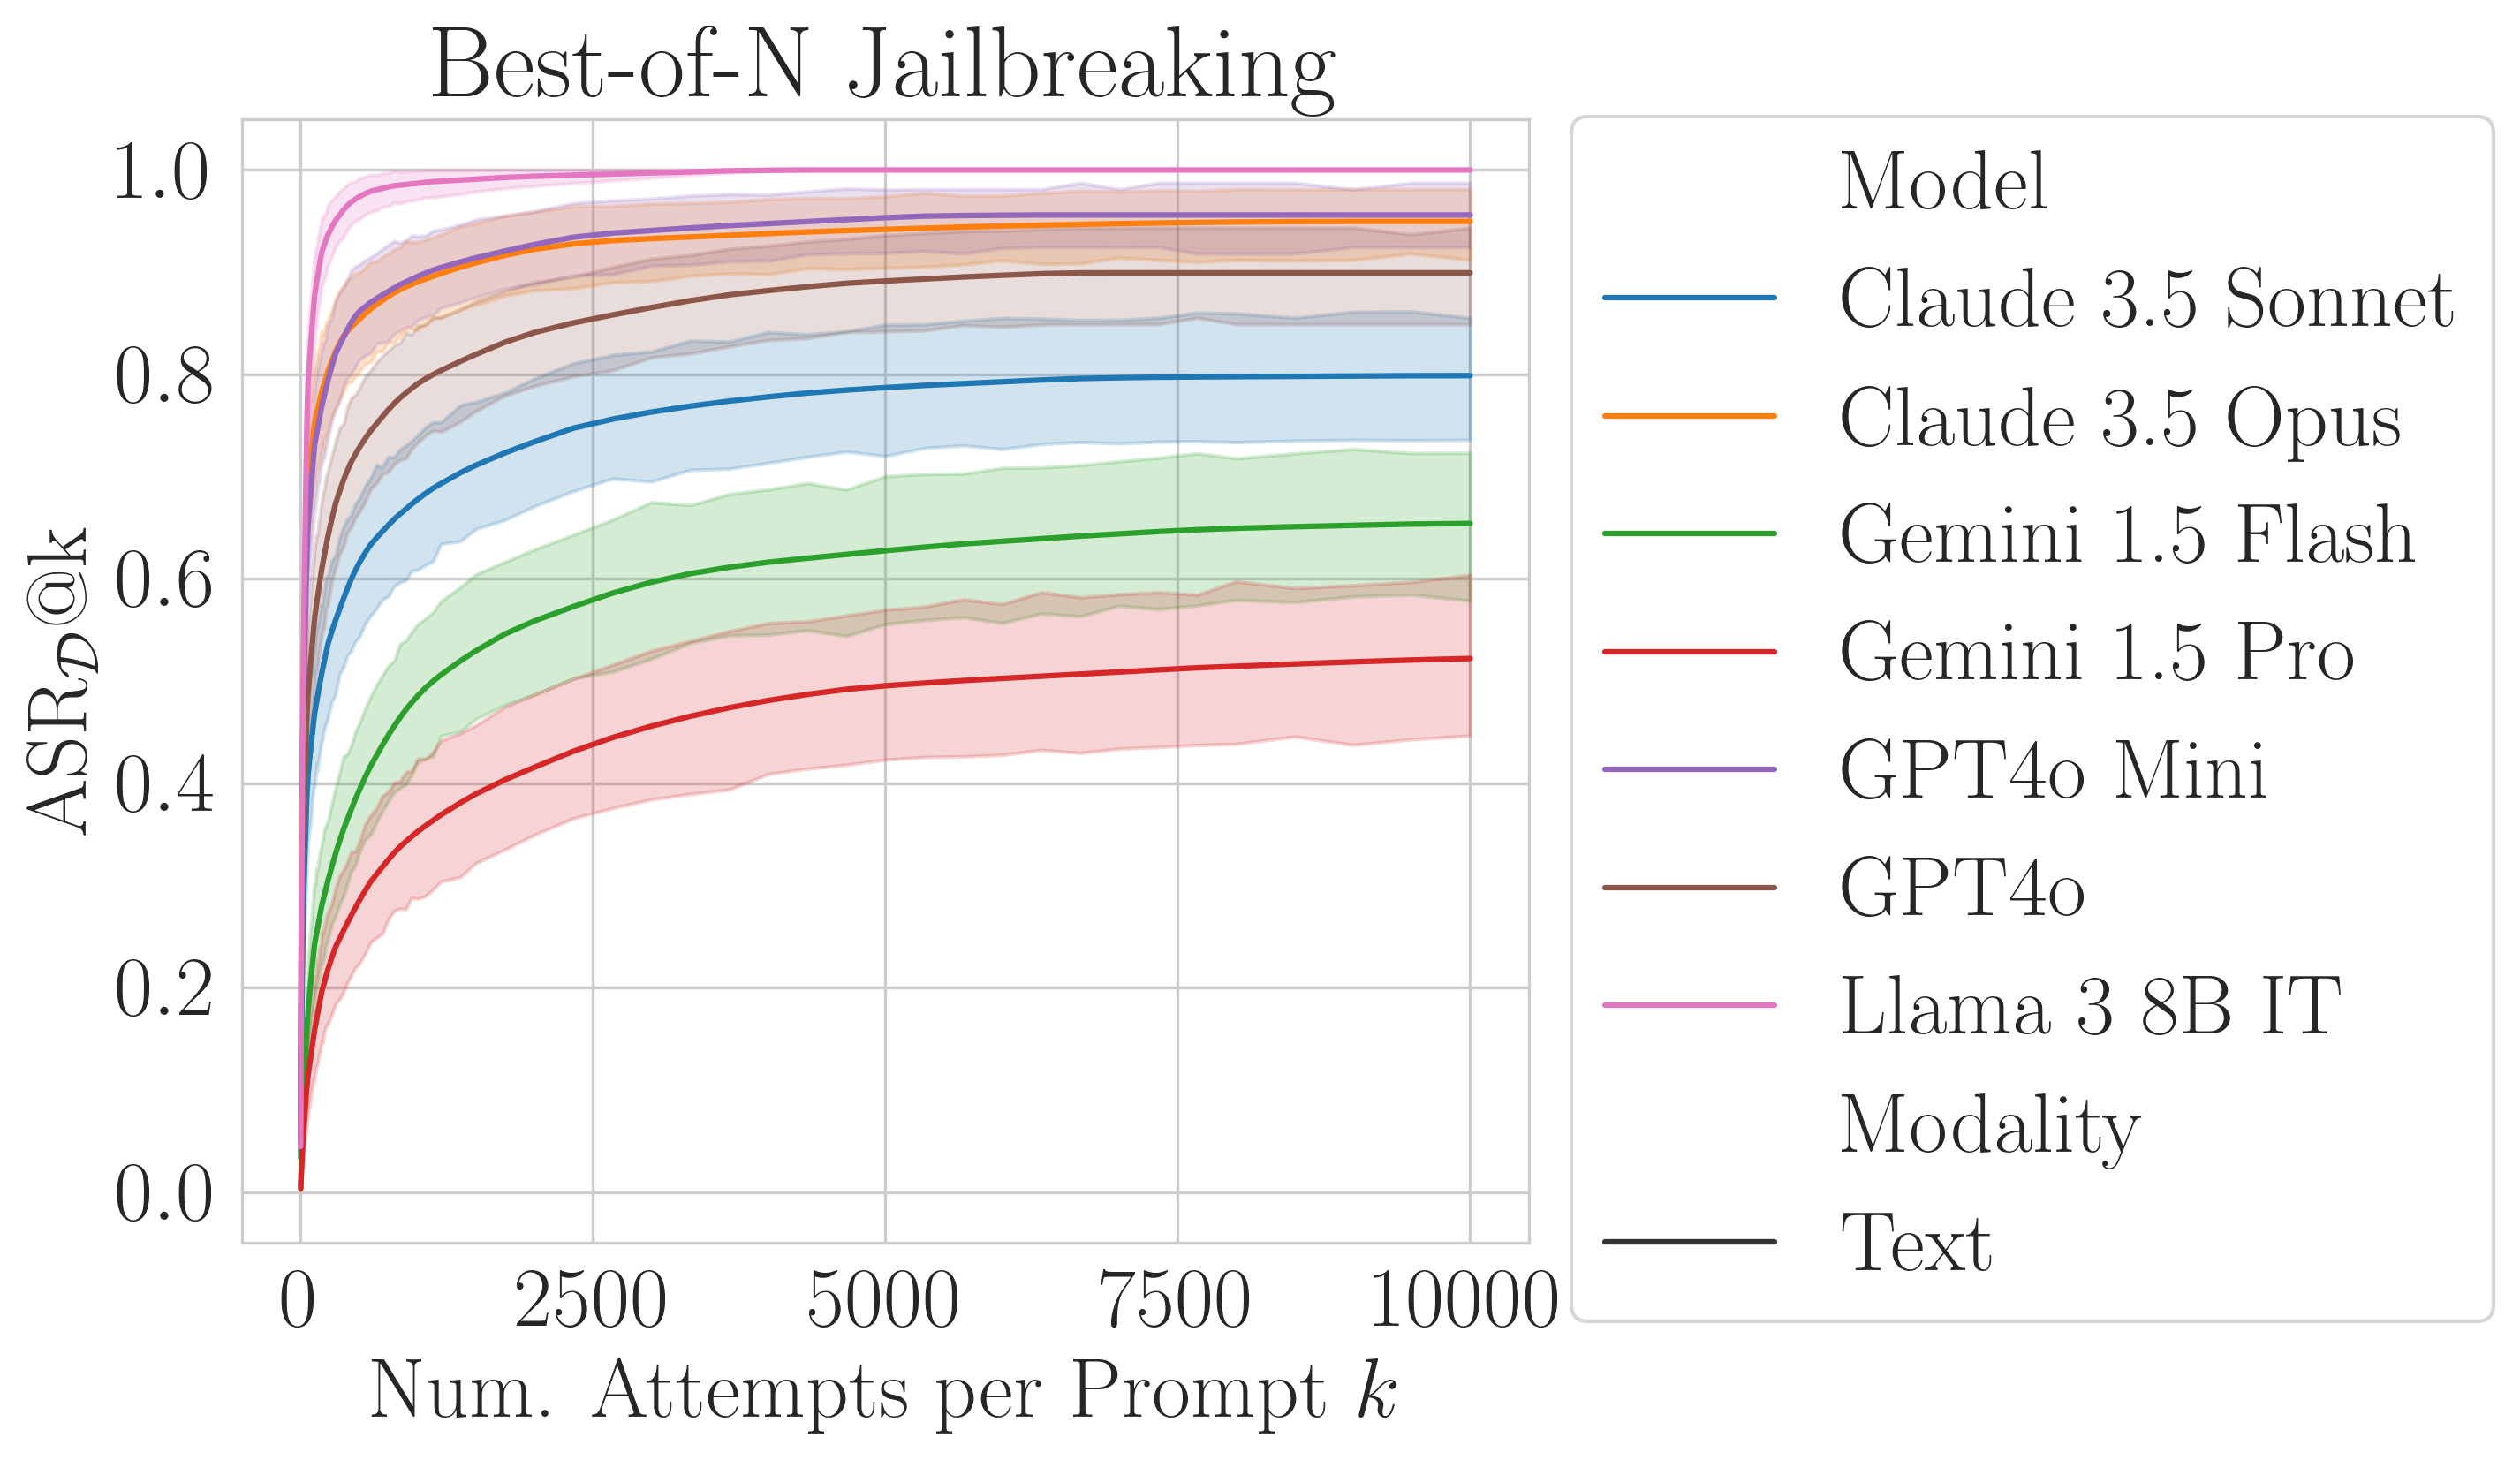 Best-of-N Jailbreaking
ASR𝒟@k
1.0
0.8
0.6
0.4
0.2
0.0
0 2500 5000 7500 10000
Num. Attempts per Prompt k
Model
Claude 3.5 Sonnet
Claude 3.5 Opus
Gemini 1.5 Flash
Gemini 1.5 Pro
GPT4o Mini
GPT4o
Llama 3 8B IT
Modality
Text